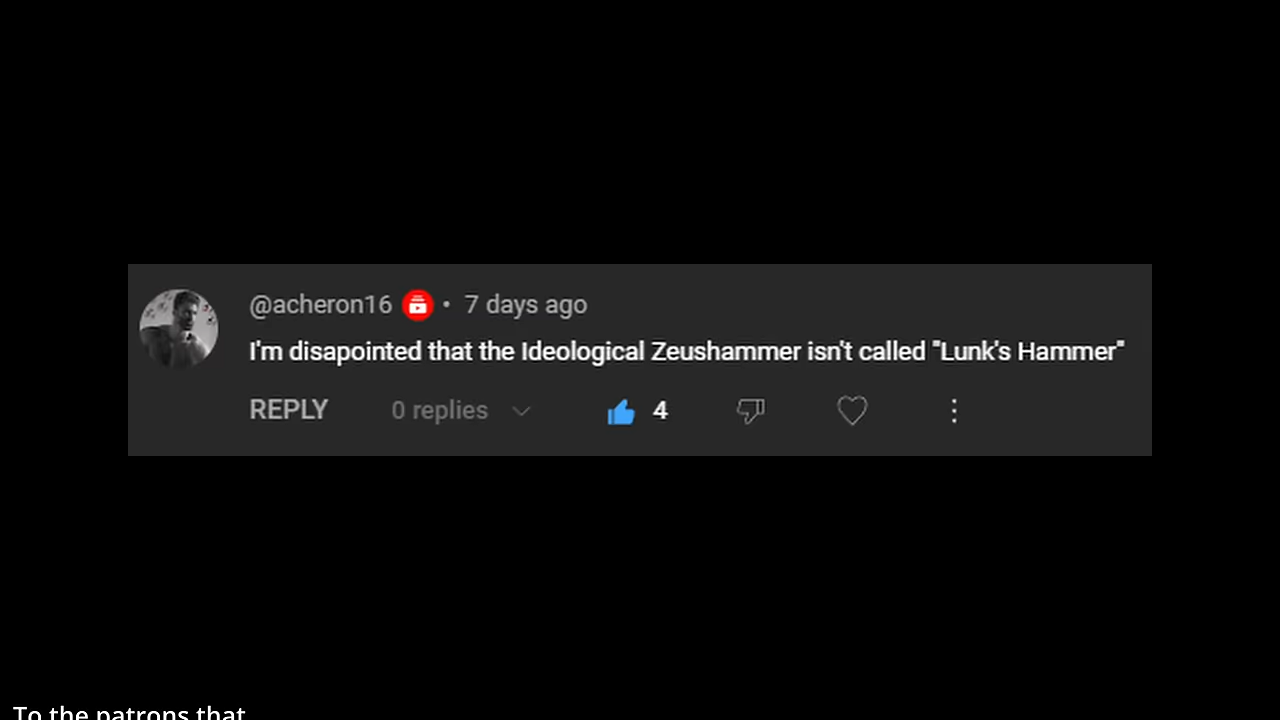 @acheron16 • 7 days ago
I'm disapointed that the Ideological Zeushammer isn't called "Lunk's Hammer"
REPLY 0 replies 4
To the patrons that